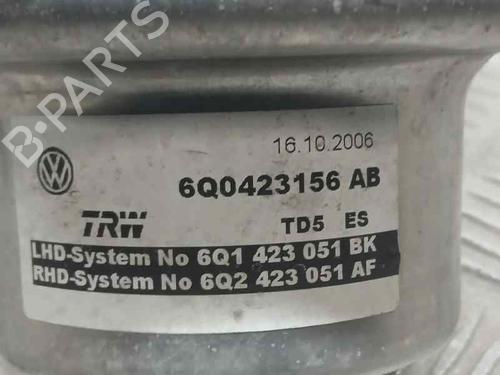 B-PARTS
16.10.2006
6Q0423156 AB
TRW
TD5 ES
LHD-System No 6Q1 423 051 BK
RHD-System No 6Q2 423 051 AF